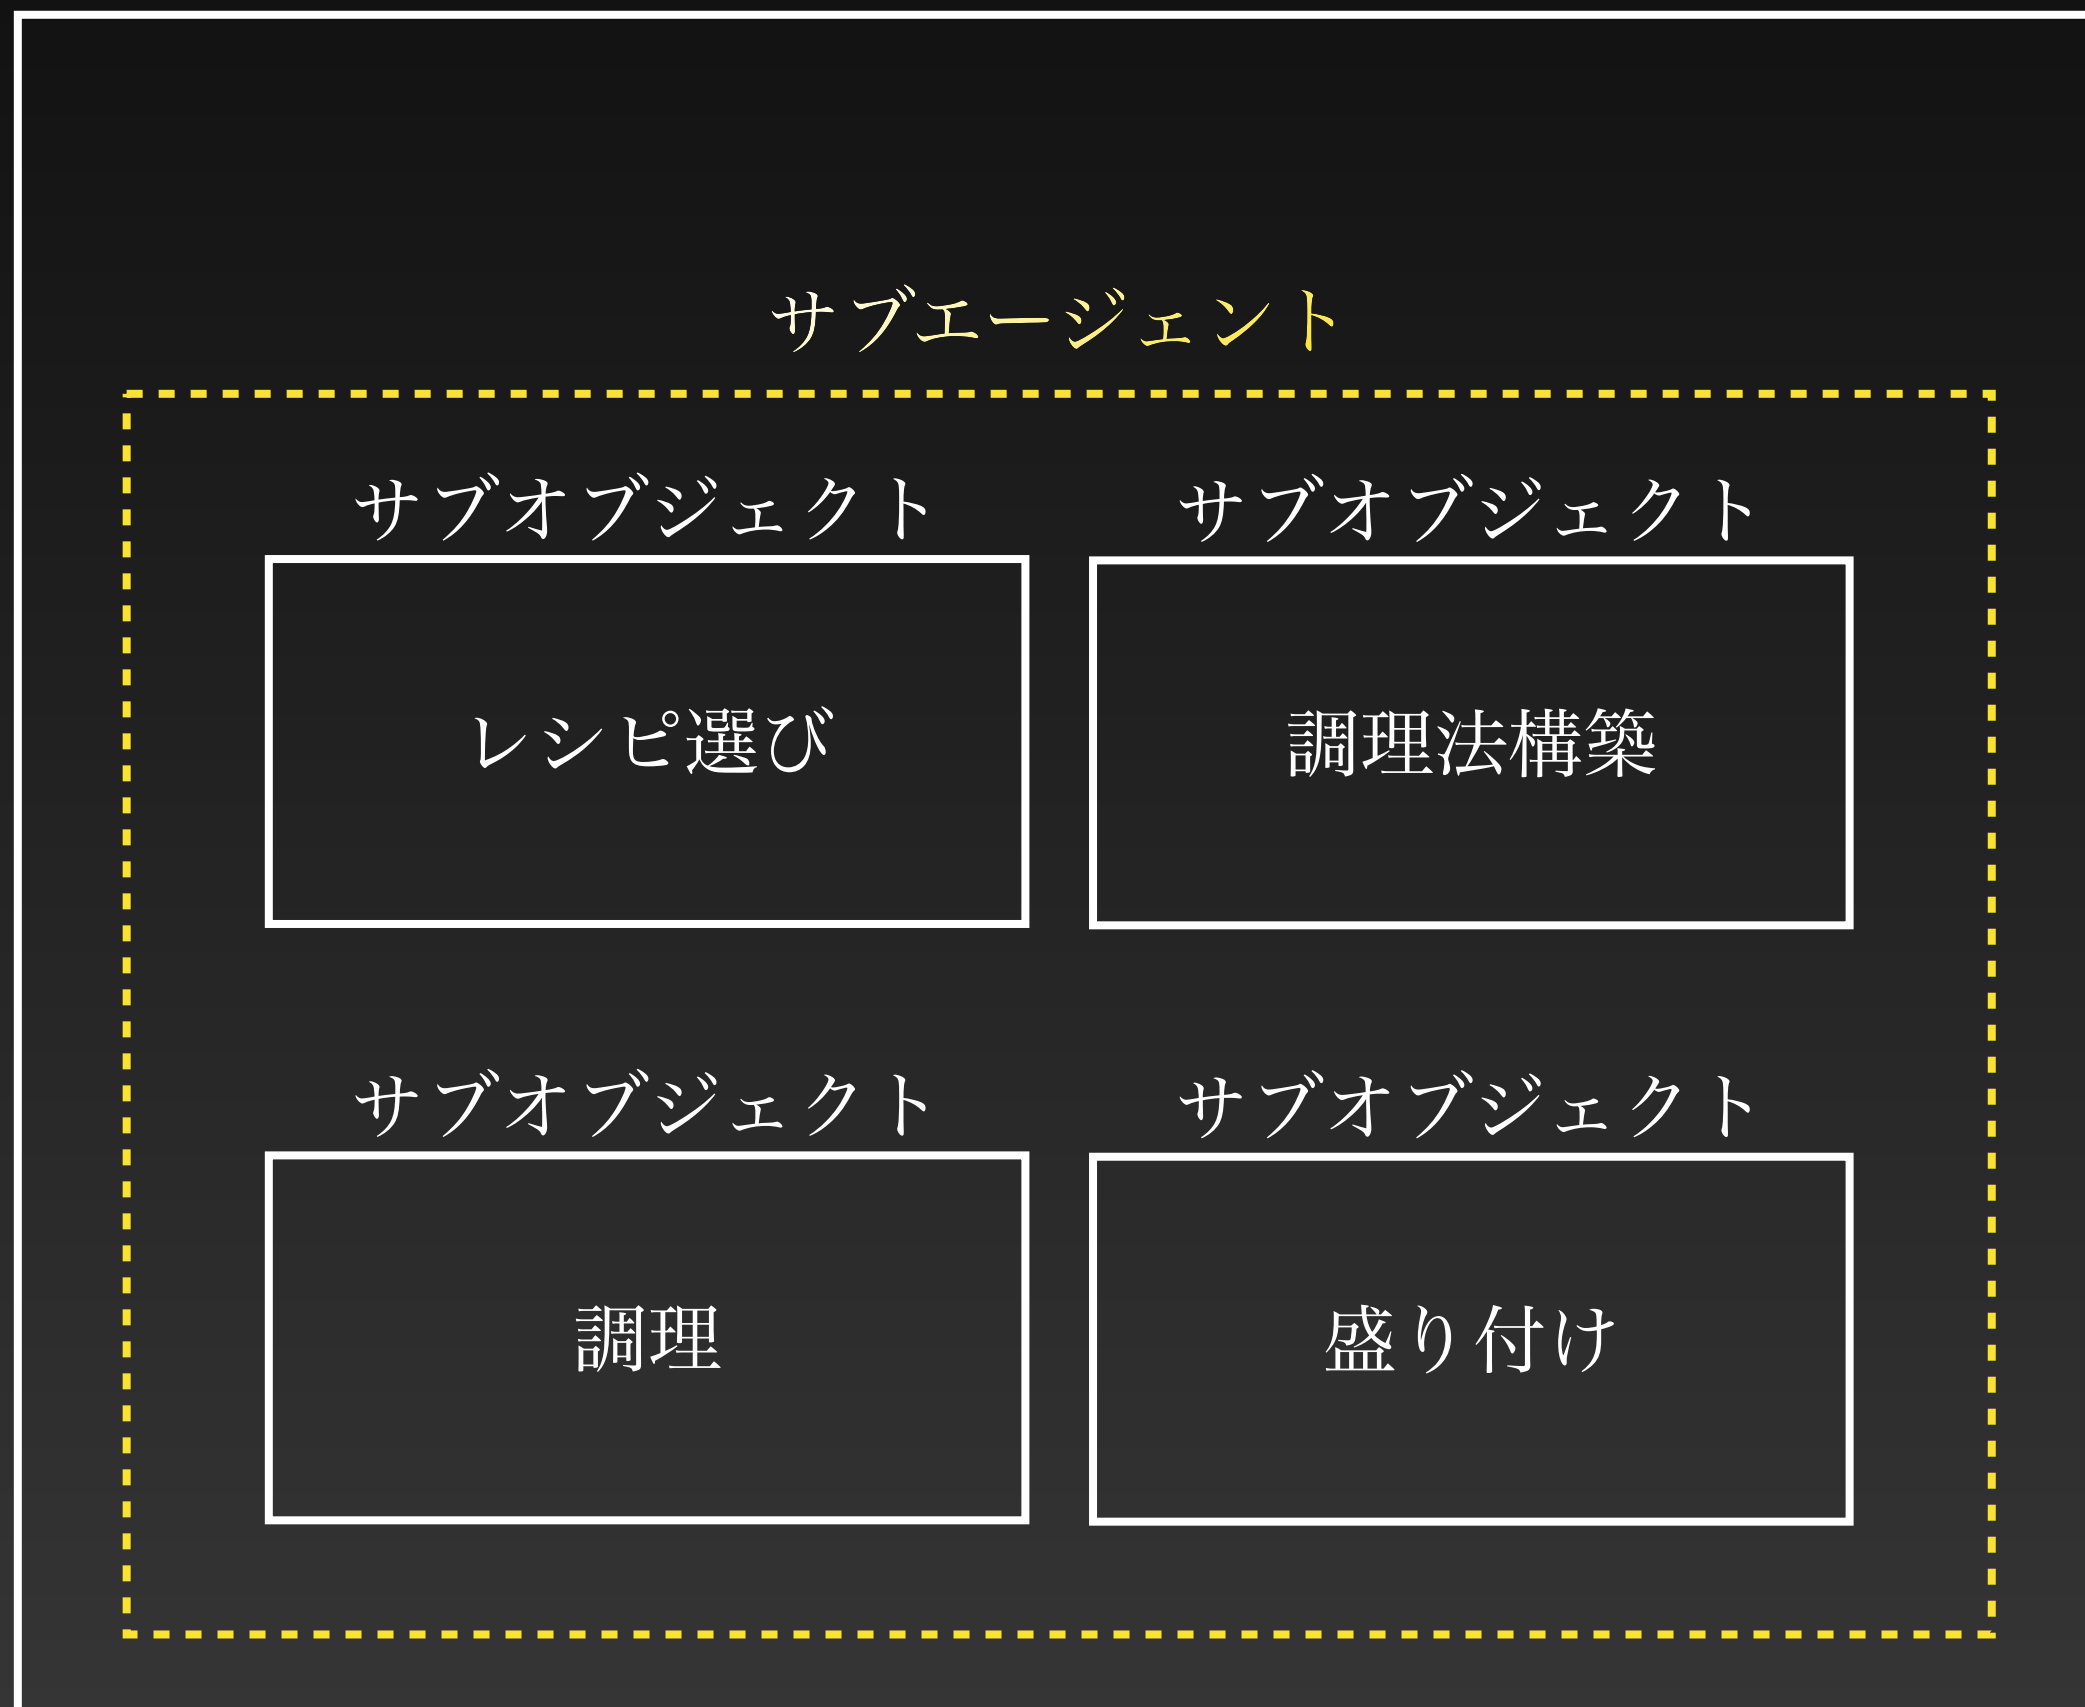 サブエージェント
サブオブジェクト
サブオブジェクト
レシピ選び
調理法構築
サブオブジェクト
サブオブジェクト
調理
盛り付け